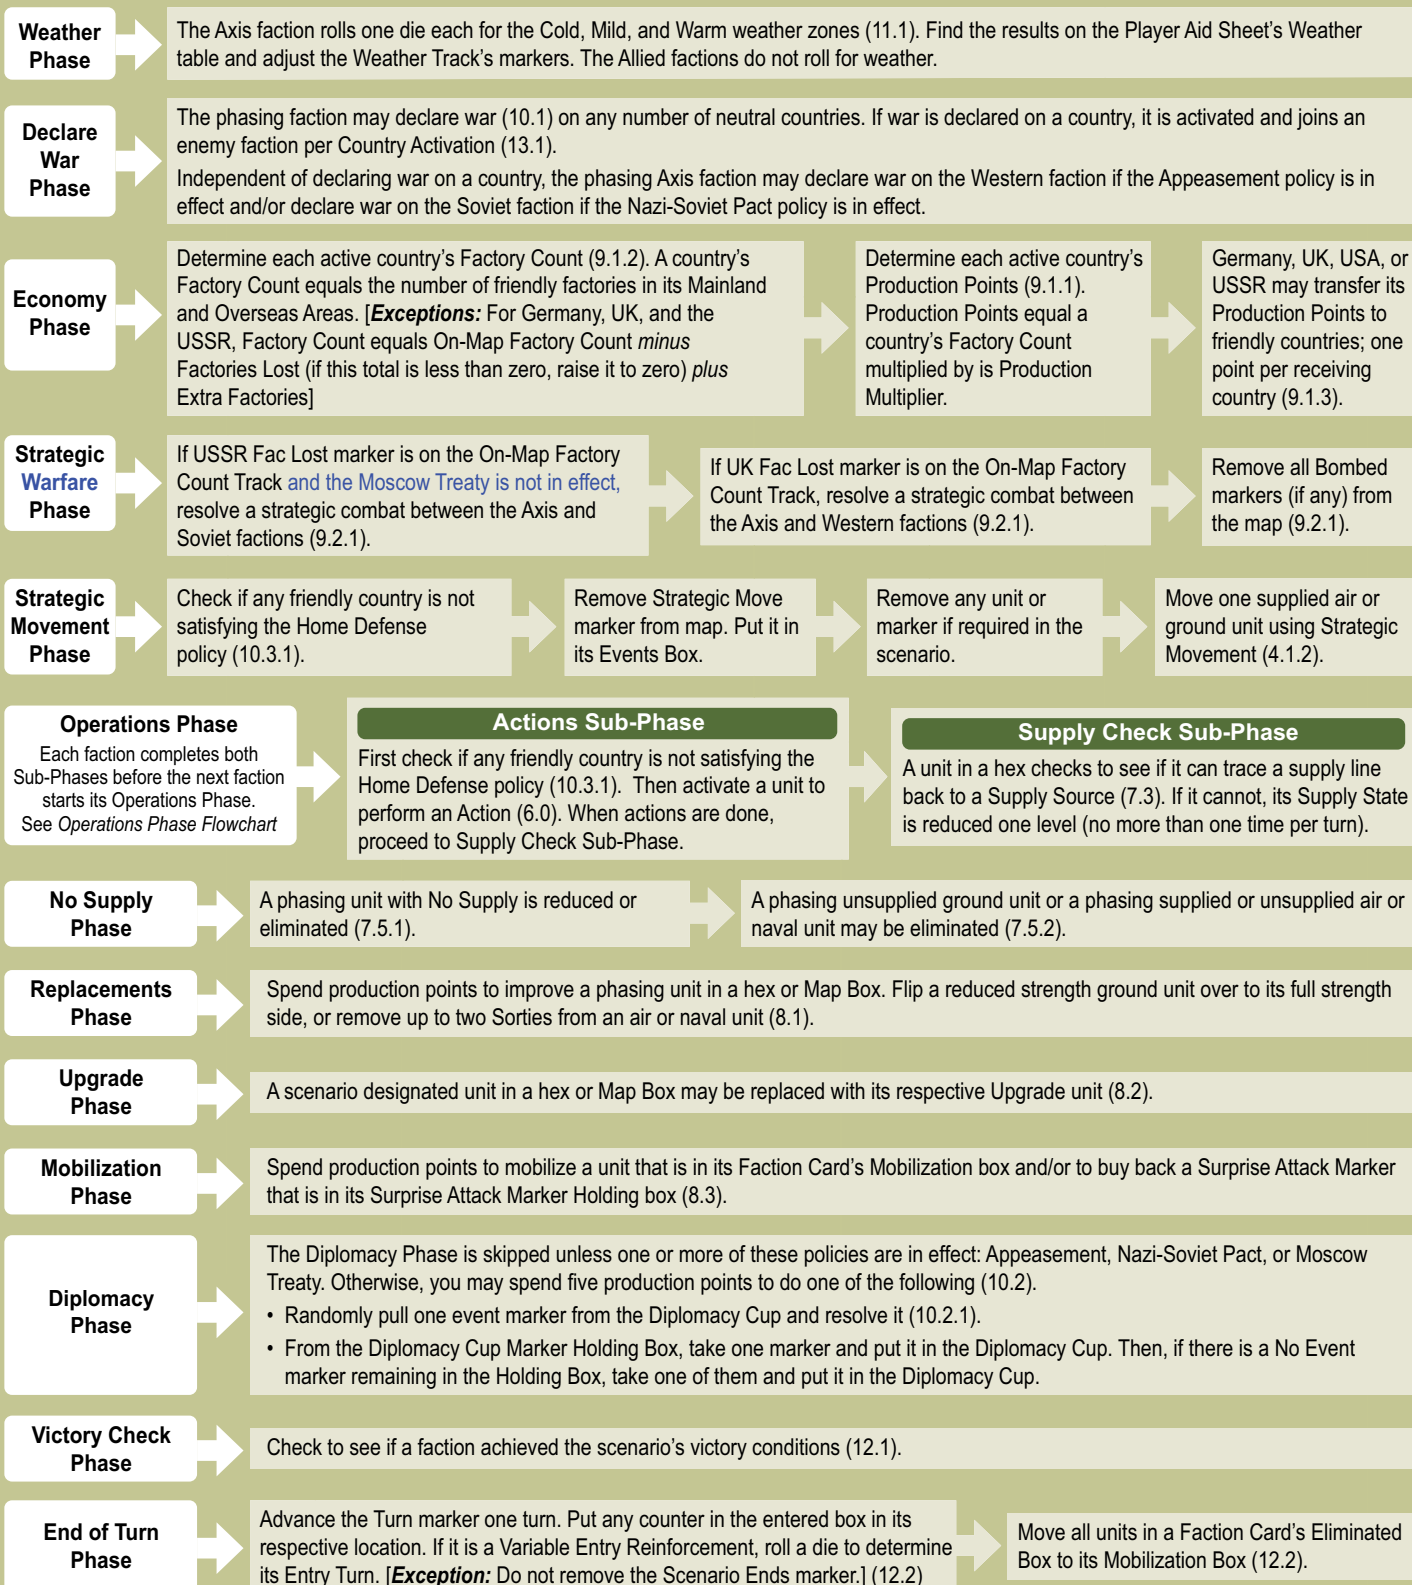 Weather
Phase
The Axis faction rolls one die each for the Cold, Mild, and Warm weather zones (11.1). Find the results on the Player Aid Sheet's Weather
table and adjust the Weather Track's markers. The Allied factions do not roll for weather.
Declare
War
Phase
The phasing faction may declare war (10.1) on any number of neutral countries. If war is declared on a country, it is activated and joins an
enemy faction per Country Activation (13.1).
Independent of declaring war on a country, the phasing Axis faction may declare war on the Western faction if the Appeasement policy is in
effect and/or declare war on the Soviet faction if the Nazi-Soviet Pact policy is in effect.
Economy
Phase
Determine each active country's Factory Count (9.1.2). A country's
Factory Count equals the number of friendly factories in its Mainland
and Overseas Areas. [Exceptions: For Germany, UK, and the
USSR, Factory Count equals On-Map Factory Count minus
Factories Lost (if this total is less than zero, raise it to zero) plus
Extra Factories]
Determine each active country's
Production Points (9.1.1).
Production Points equal a
country's Factory Count
multiplied by is Production
Multiplier.
Germany, UK, USA, or
USSR may transfer its
Production Points to
friendly countries; one
point per receiving
country (9.1.3).
Strategic
Warfare
Phase
If USSR Fac Lost marker is on the On-Map Factory
Count Track and the Moscow Treaty is not in effect,
resolve a strategic combat between the Axis and
Soviet factions (9.2.1).
If UK Fac Lost marker is on the On-Map Factory
Count Track, resolve a strategic combat between
the Axis and Western factions (9.2.1).
Remove all Bombed
markers (if any) from
the map (9.2.1).
Strategic
Movement
Phase
Check if any friendly country is not
satisfying the Home Defense
policy (10.3.1).
Remove Strategic Move
marker from map. Put it in
its Events Box.
Remove any unit or
marker if required in the
scenario.
Move one supplied air or
ground unit using Strategic
Movement (4.1.2).
Operations Phase
Each faction completes both
Sub-Phases before the next faction
starts its Operations Phase.
See Operations Phase Flowchart
Actions Sub-Phase
First check if any friendly country is not satisfying the
Home Defense policy (10.3.1). Then activate a unit to
perform an Action (6.0). When actions are done,
proceed to Supply Check Sub-Phase.
Supply Check Sub-Phase
A unit in a hex checks to see if it can trace a supply line
back to a Supply Source (7.3). If it cannot, its Supply State
is reduced one level (no more than one time per turn).
No Supply
Phase
A phasing unit with No Supply is reduced or
eliminated (7.5.1).
A phasing unsupplied ground unit or a phasing supplied or unsupplied air or
naval unit may be eliminated (7.5.2).
Replacements
Phase
Spend production points to improve a phasing unit in a hex or Map Box. Flip a reduced strength ground unit over to its full strength
side, or remove up to two Sorties from an air or naval unit (8.1).
Upgrade
Phase
A scenario designated unit in a hex or Map Box may be replaced with its respective Upgrade unit (8.2).
Mobilization
Phase
Spend production points to mobilize a unit that is in its Faction Card's Mobilization box and/or to buy back a Surprise Attack Marker
that is in its Surprise Attack Marker Holding box (8.3).
Diplomacy
Phase
The Diplomacy Phase is skipped unless one or more of these policies are in effect: Appeasement, Nazi-Soviet Pact, or Moscow
Treaty. Otherwise, you may spend five production points to do one of the following (10.2).
• Randomly pull one event marker from the Diplomacy Cup and resolve it (10.2.1).
• From the Diplomacy Cup Marker Holding Box, take one marker and put it in the Diplomacy Cup. Then, if there is a No Event
marker remaining in the Holding Box, take one of them and put it in the Diplomacy Cup.
Victory Check
Phase
Check to see if a faction achieved the scenario's victory conditions (12.1).
End of Turn
Phase
Advance the Turn marker one turn. Put any counter in the entered box in its
respective location. If it is a Variable Entry Reinforcement, roll a die to determine
its Entry Turn. [Exception: Do not remove the Scenario Ends marker.] (12.2)
Move all units in a Faction Card's Eliminated
Box to its Mobilization Box (12.2).